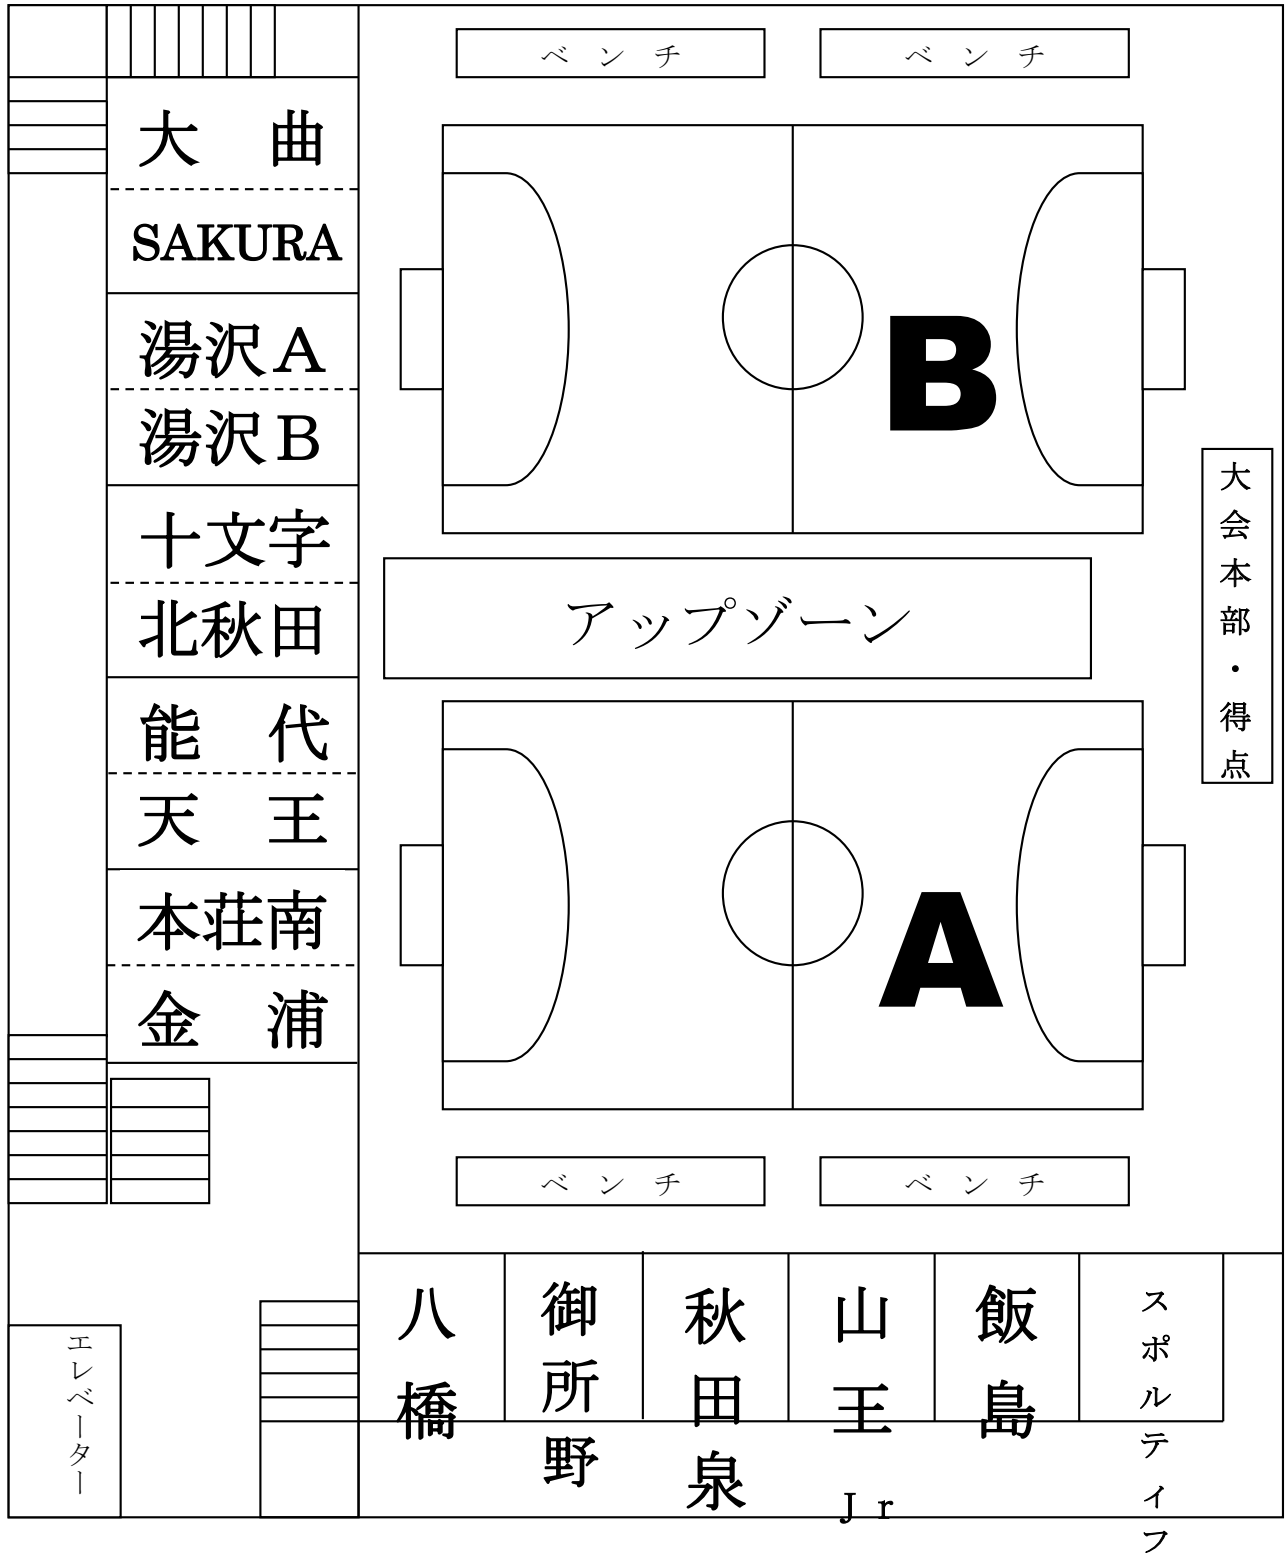 ベ ン チ
ベ ン チ
大 曲
SAKURA
湯沢A
湯沢B
十文字
北秋田
能 代
天 王
本荘南
金 浦
B
アップゾーン
A
大会本部・得点
ベ ン チ
ベ ン チ
八橋
御所野
秋田泉
山王Jr
飯島
スポルティフ
エレベーター